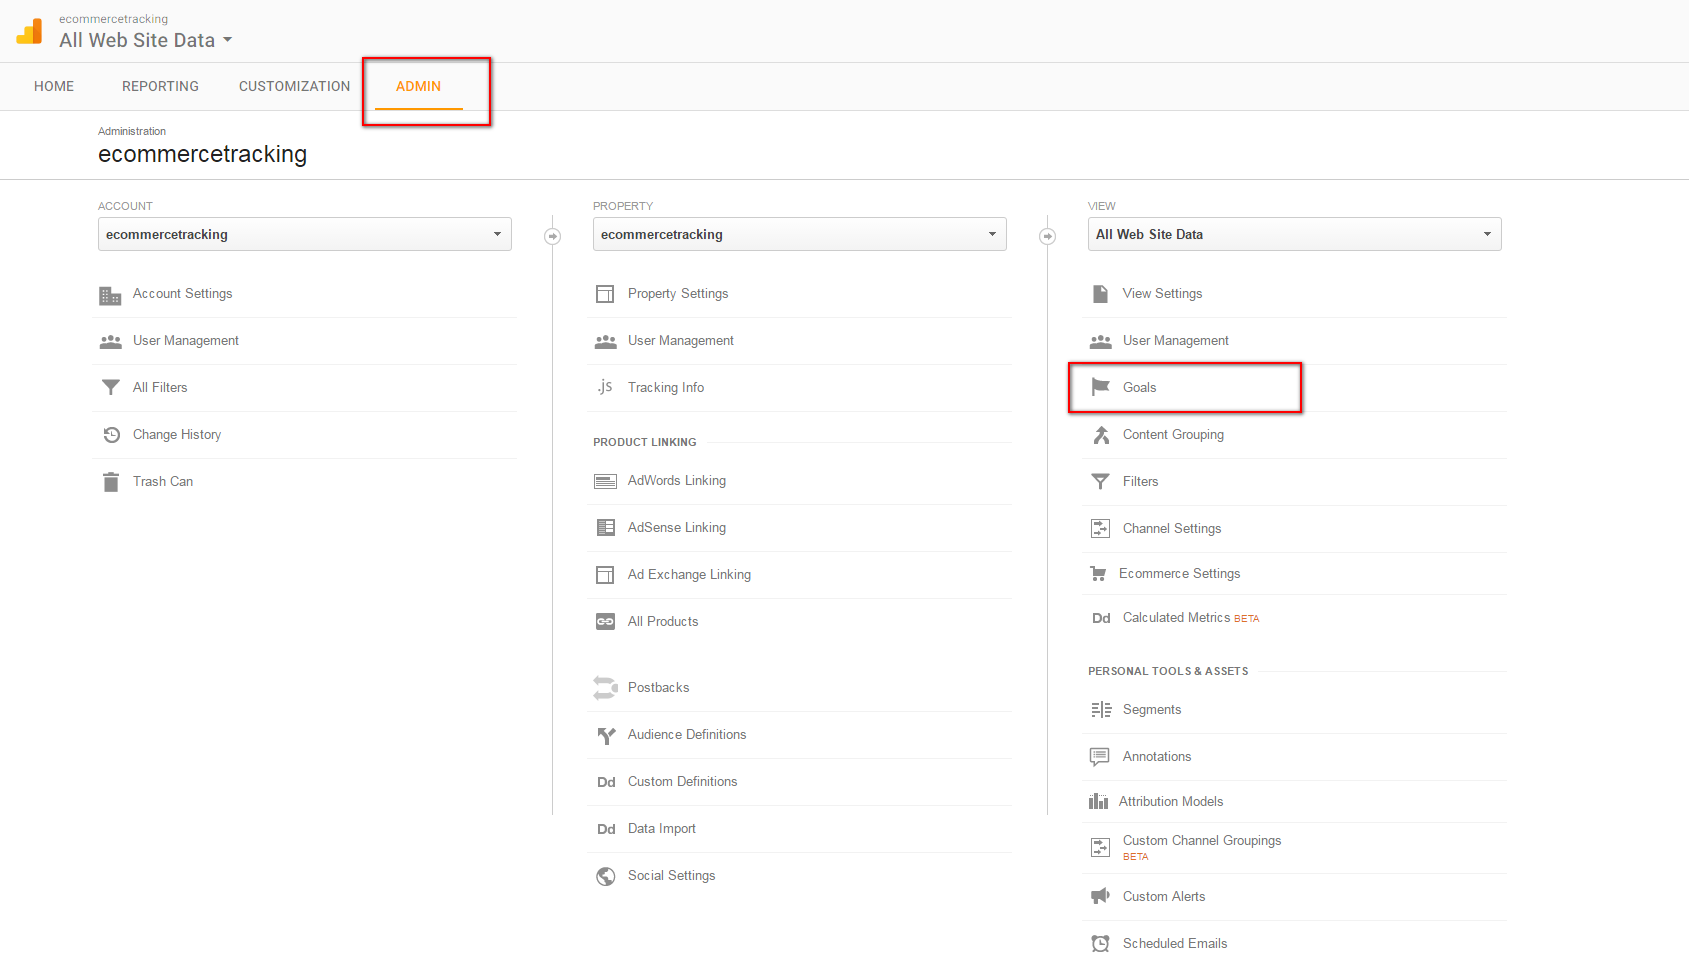 ecommercetracking
All Web Site Data
HOME
REPORTING
CUSTOMIZATION
ADMIN
Administration
ecommercetracking
ACCOUNT
ecommercetracking
Account Settings
User Management
All Filters
Change History
Trash Can
PROPERTY
ecommercetracking
Property Settings
User Management
.js Tracking Info
PRODUCT LINKING
AdWords Linking
AdSense Linking
Ad Exchange Linking
All Products
Postbacks
Audience Definitions
Dd Custom Definitions
Dd Data Import
Social Settings
VIEW
All Web Site Data
View Settings
User Management
Goals
Content Grouping
Filters
Channel Settings
Ecommerce Settings
Dd Calculated Metrics BETA
PERSONAL TOOLS & ASSETS
Segments
Annotations
Attribution Models
Custom Channel Groupings
BETA
Custom Alerts
Scheduled Emails